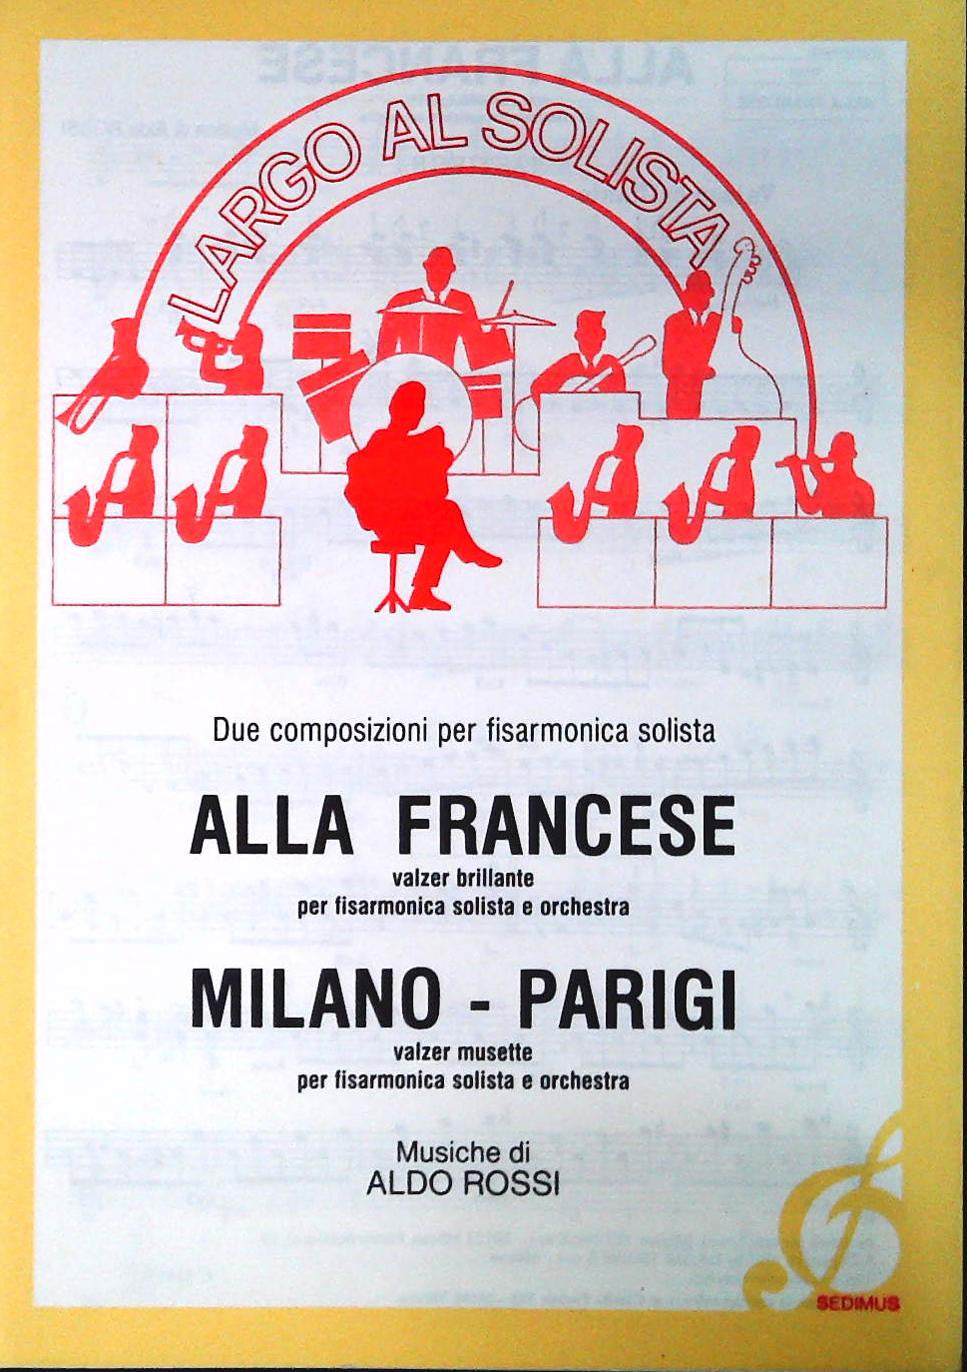 LARGO AL SOLISTA
Due composizioni per fisarmonica solista
ALLA FRANCESE
valzer brillante
per fisarmonica solista e orchestra
MILANO - PARIGI
valzer musette
per fisarmonica solista e orchestra
Musiche di
ALDO ROSSI
SEDIMUS